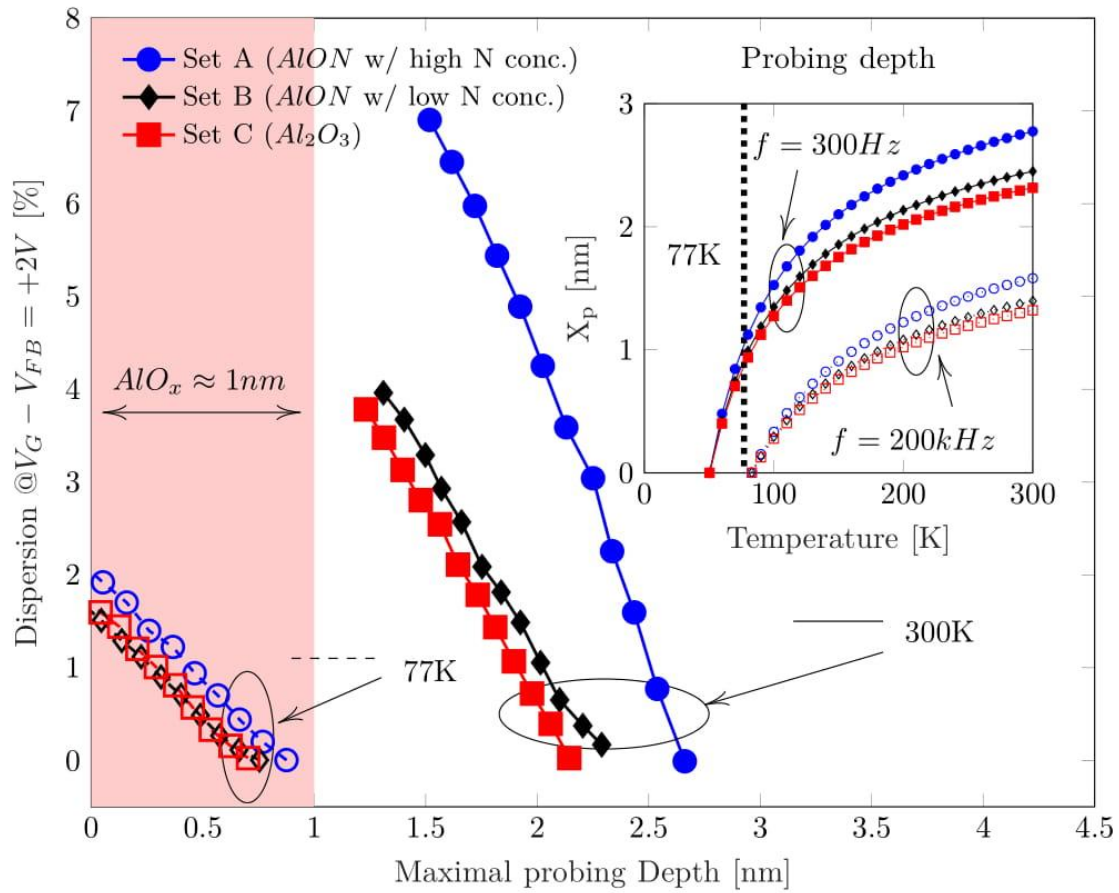 8
7
6
5
4
3
2
1
0
Dispersion @V_G − V_FB = +2V [%]
Set A (AlON w/ high N conc.)
Set B (AlON w/ low N conc.)
Set C (Al₂O₃)
AlOₓ ≈ 1nm
77K
300K
0 0.5 1 1.5 2 2.5 3 3.5 4 4.5
Maximal probing Depth [nm]
Probing depth
3
2
1
0
X_p [nm]
77K
f = 300Hz
f = 200kHz
0 100 200 300
Temperature [K]